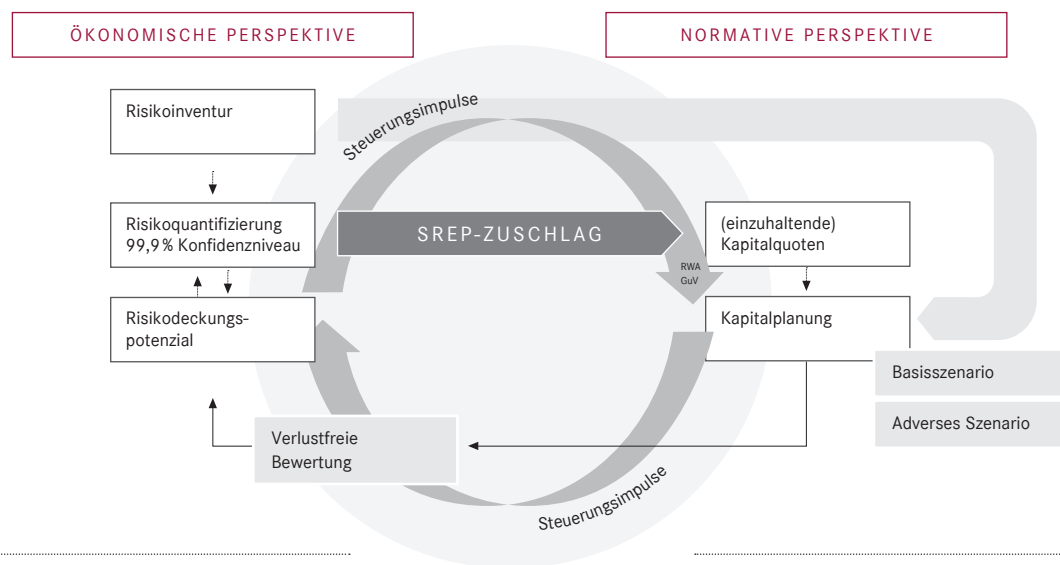 ÖKONOMISCHE PERSPEKTIVE
NORMATIVE PERSPEKTIVE
Risikoinventur
Steuerungsimpulse
Risikoquantifizierung
99,9 % Konfidenzniveau
SREP-ZUSCHLAG
(einzuhaltende)
Kapitalquoten
RWA
GuV
Risikodeckungs-
potenzial
Kapitalplanung
Basisszenario
Adverses Szenario
Verlustfreie
Bewertung
Steuerungsimpulse